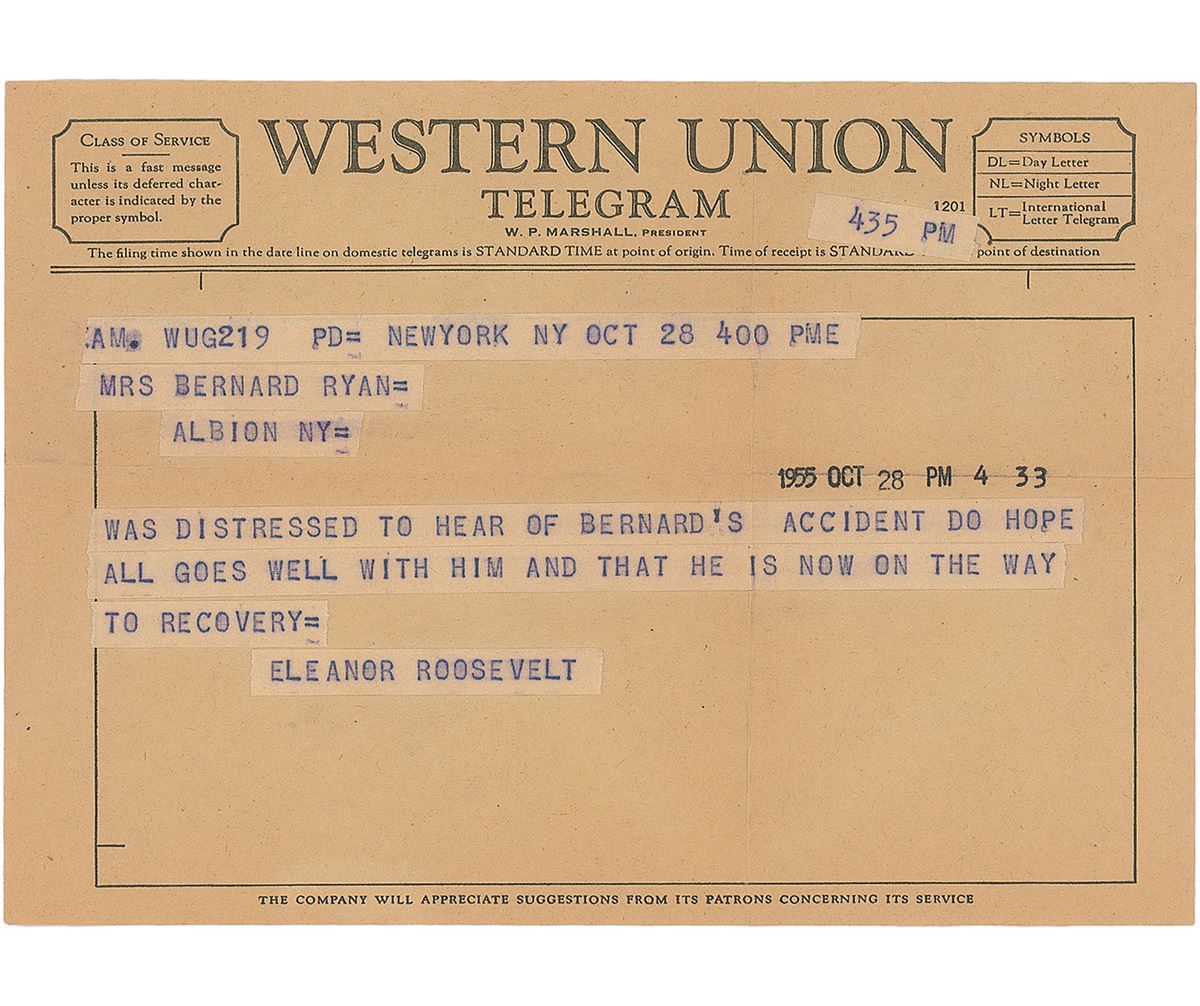 CLASS OF SERVICE
This is a fast message
unless its deferred char-
acter is indicated by the
proper symbol.
WESTERN UNION
TELEGRAM
W. P. MARSHALL, PRESIDENT
1201
435 PM
SYMBOLS
DL=Day Letter
NL=Night Letter
LT=International
Letter Telegram
The filing time shown in the date line on domestic telegrams is STANDARD TIME at point of origin. Time of receipt is STANDARD point of destination
.AM. WUG219 PD= NEWYORK NY OCT 28 400 PME
MRS BERNARD RYAN=
ALBION NY=
1955 OCT 28 PM 4 33
WAS DISTRESSED TO HEAR OF BERNARD'S ACCIDENT DO HOPE
ALL GOES WELL WITH HIM AND THAT HE IS NOW ON THE WAY
TO RECOVERY=
ELEANOR ROOSEVELT
THE COMPANY WILL APPRECIATE SUGGESTIONS FROM ITS PATRONS CONCERNING ITS SERVICE